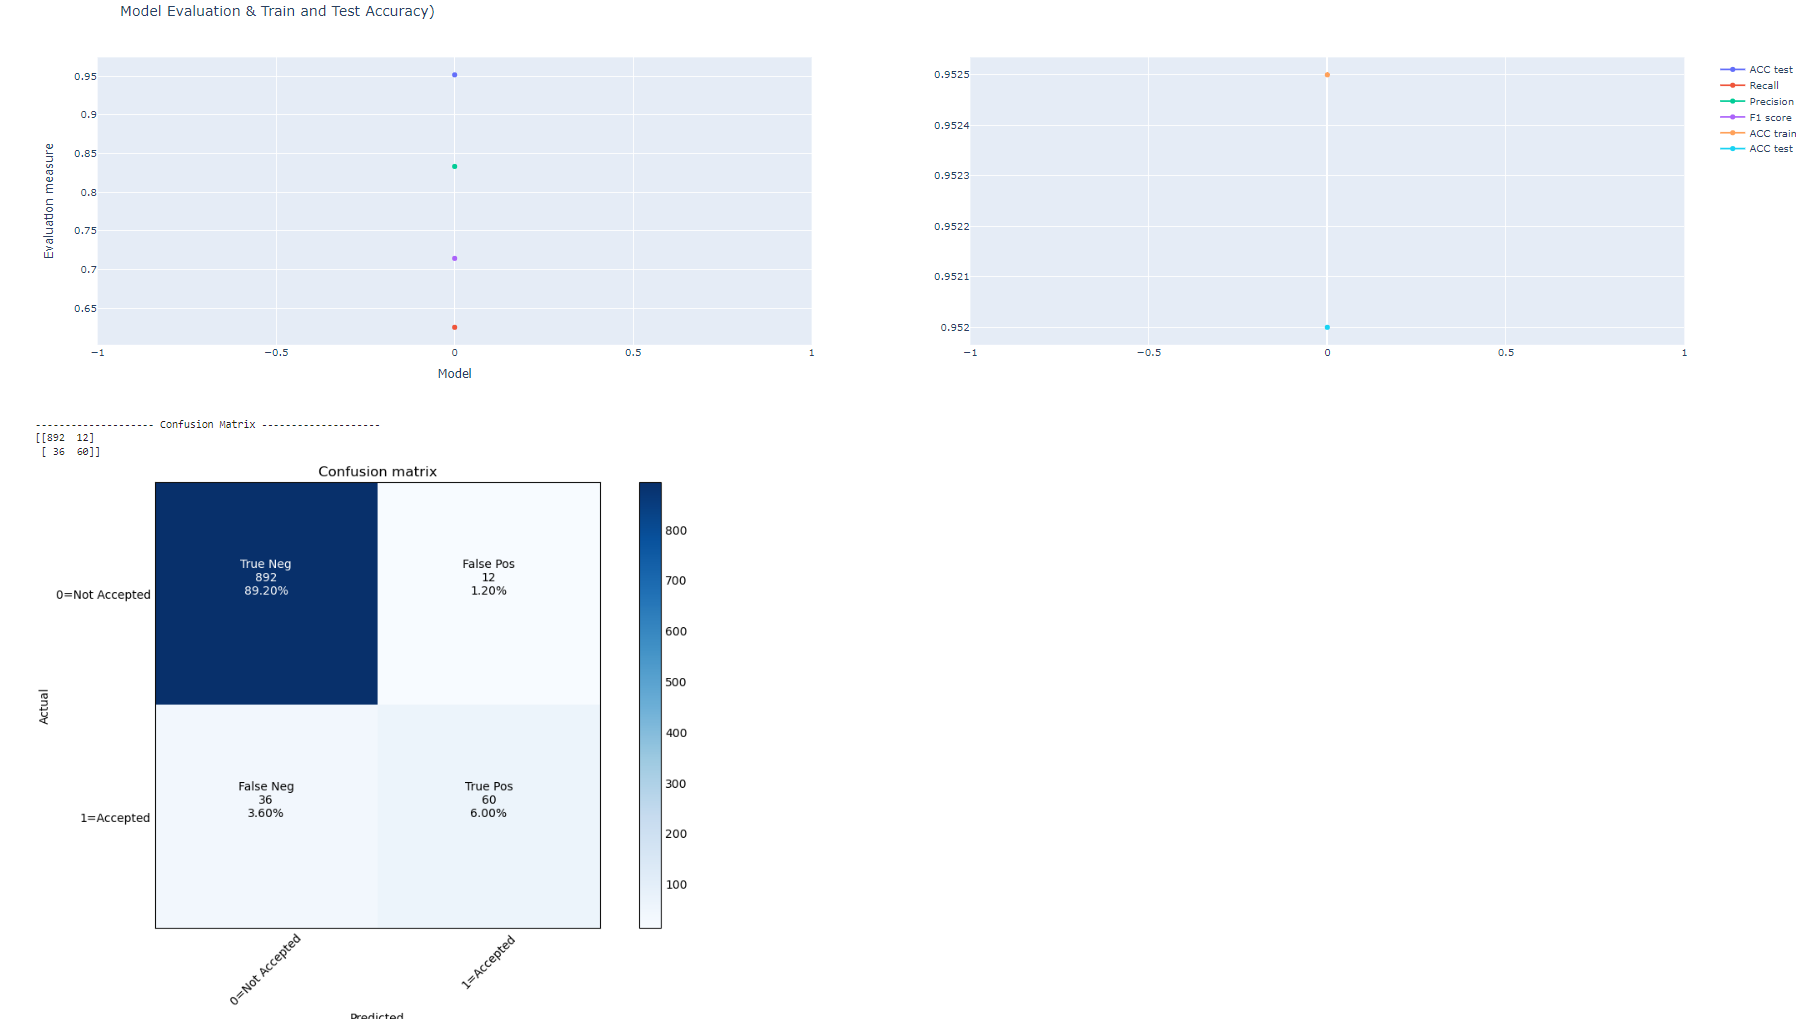 Model Evaluation & Train and Test Accuracy)
0.95
0.9
0.85
0.8
0.75
0.7
0.65
Evaluation measure
−1
−0.5
0
0.5
1
Model
0.9525
0.9524
0.9523
0.9522
0.9521
0.952
−1
−0.5
0
0.5
1
ACC test
Recall
Precision
F1 score
ACC train
ACC test
-------------------- Confusion Matrix --------------------
[[892  12]
 [ 36  60]]
Confusion matrix
True Neg
892
89.20%
False Pos
12
1.20%
0=Not Accepted
Actual
False Neg
36
3.60%
True Pos
60
6.00%
1=Accepted
0=Not Accepted
1=Accepted
Predicted
800
700
600
500
400
300
200
100